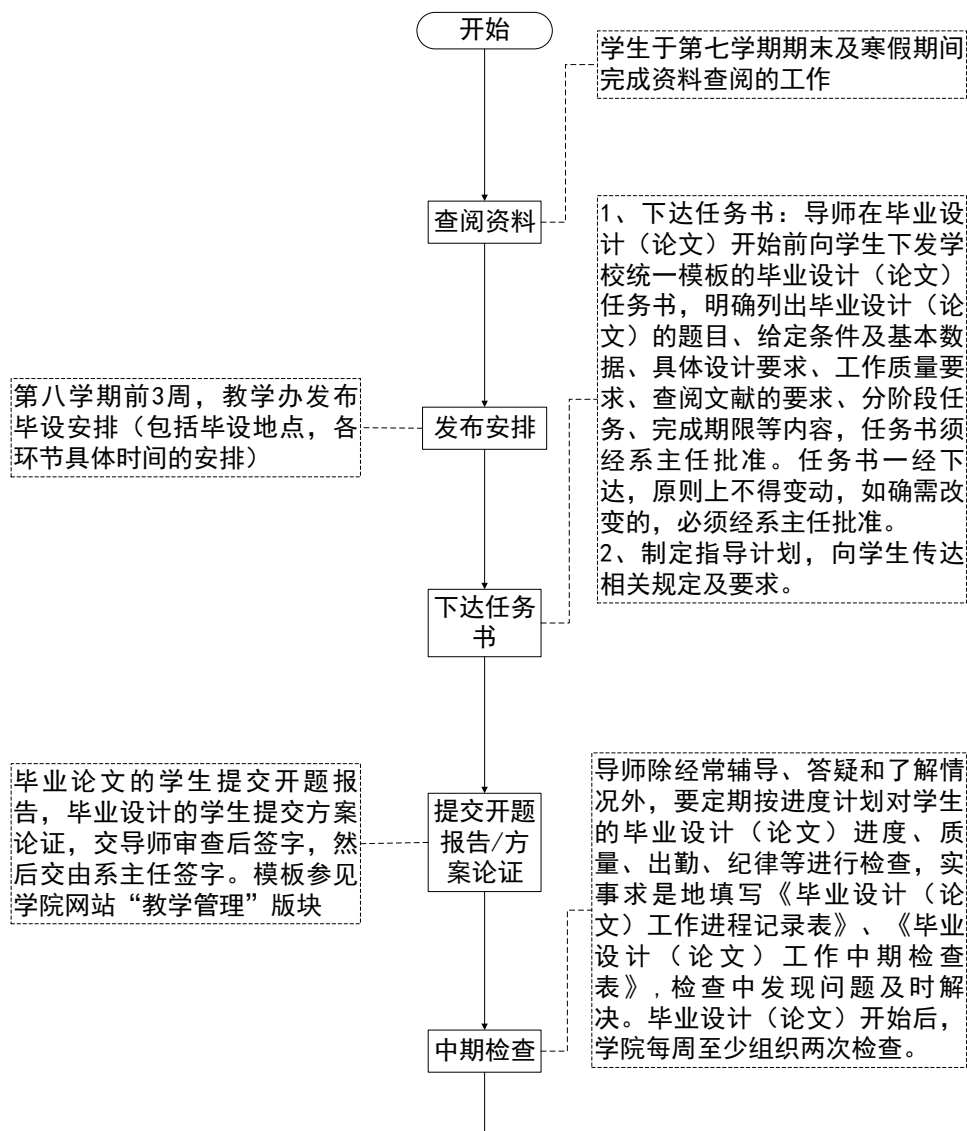 开始
学生于第七学期期末及寒假期间
完成资料查阅的工作
查阅资料
1、下达任务书：导师在毕业设
计（论文）开始前向学生下发学
校统一模板的毕业设计（论文）
任务书，明确列出毕业设计（论
文）的题目、给定条件及基本数
据、具体设计要求、工作质量要
求、查阅文献的要求、分阶段任
务、完成期限等内容，任务书须
经系主任批准。任务书一经下
达，原则上不得变动，如确需改
变的，必须经系主任批准。
2、制定指导计划，向学生传达
相关规定及要求。
第八学期前3周，教学办发布
毕设安排（包括毕设地点，各
环节具体时间的安排）
发布安排
下达任务
书
毕业论文的学生提交开题报
告，毕业设计的学生提交方案
论证，交导师审查后签字，然
后交由系主任签字。模板参见
学院网站“教学管理”版块
提交开题
报告/方
案论证
导师除经常辅导、答疑和了解情
况外，要定期按进度计划对学生
的毕业设计（论文）进度、质
量、出勤、纪律等进行检查，实
事求是地填写《毕业设计（论
文）工作进程记录表》、《毕业
设计（论文）工作中期检查
表》,检查中发现问题及时解
决。毕业设计（论文）开始后，
学院每周至少组织两次检查。
中期检查